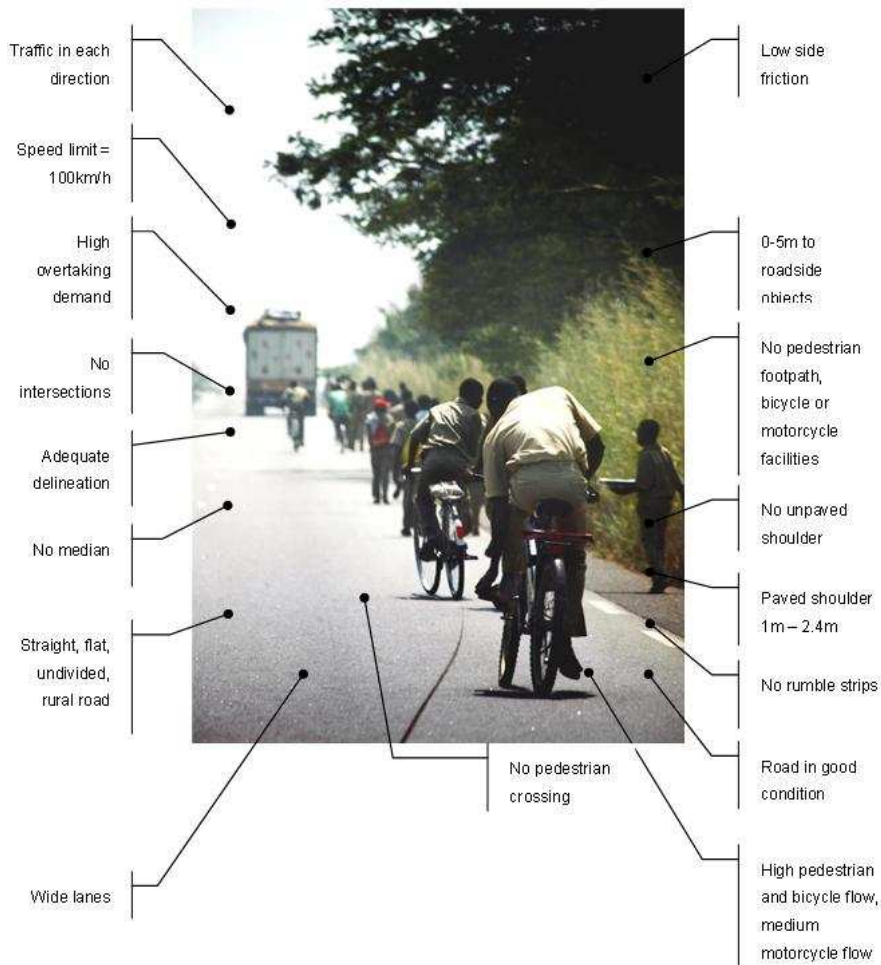 Traffic in each
direction
Speed limit =
100km/h
High
overtaking
demand
No
intersections
Adequate
delineation
No median
Straight, flat,
undivided,
rural road
Wide lanes
No pedestrian
crossing
Low side
friction
0-5m to
roadside
objects
No pedestrian
footpath,
bicycle or
motorcycle
facilities
No unpaved
shoulder
Paved shoulder
1m – 2.4m
No rumble strips
Road in good
condition
High pedestrian
and bicycle flow,
medium
motorcycle flow